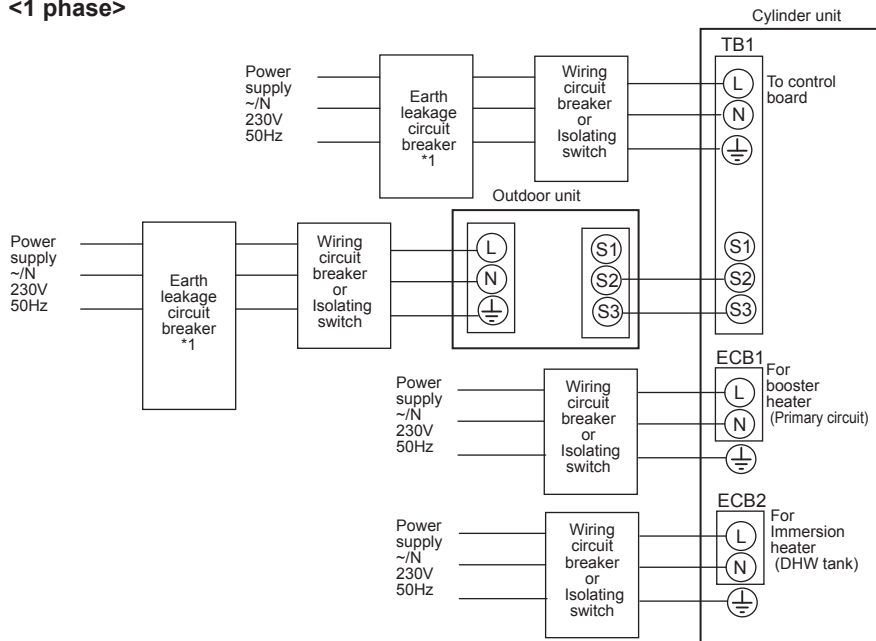 <1 phase>
Cylinder unit
TB1
Power
supply
~/N
230V
50Hz
Earth
leakage
circuit
breaker
*1
Wiring
circuit
breaker
or
Isolating
switch
L
N
To control
board
Outdoor unit
Power
supply
~/N
230V
50Hz
Earth
leakage
circuit
breaker
*1
Wiring
circuit
breaker
or
Isolating
switch
L
N
S1
S2
S3
S1
S2
S3
ECB1
Power
supply
~/N
230V
50Hz
Wiring
circuit
breaker
or
Isolating
switch
L
N
For
booster
heater
(Primary circuit)
ECB2
Power
supply
~/N
230V
50Hz
Wiring
circuit
breaker
or
Isolating
switch
L
N
For
Immersion
heater
(DHW tank)